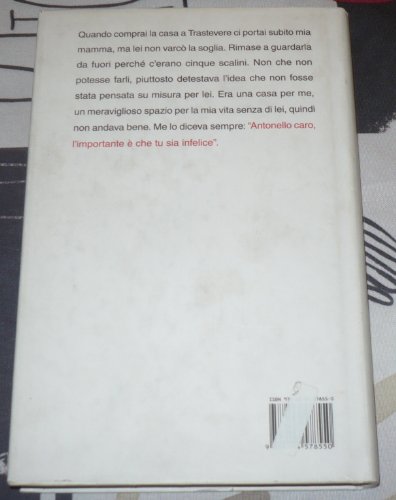 Quando comprai la casa a Trastevere ci portai subito mia
mamma, ma lei non varcò la soglia. Rimase a guardarla
da fuori perché c'erano cinque scalini. Non che non
potesse farli, piuttosto detestava l'idea che non fosse
stata pensata su misura per lei. Era una casa per me,
un meraviglioso spazio per la mia vita senza di lei, quindi
non andava bene. Me lo diceva sempre: "Antonello caro,
l'importante è che tu sia infelice".
ISBN
9 578550